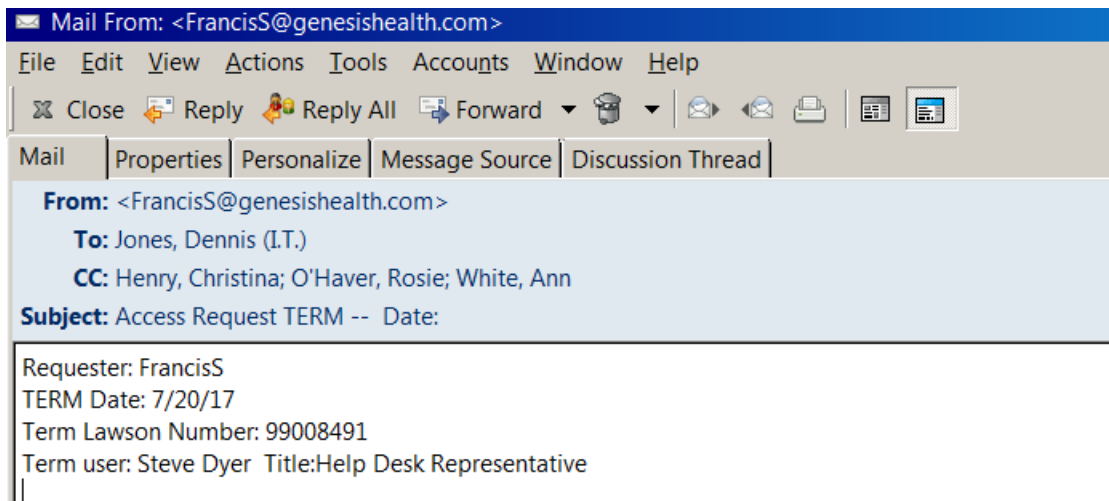 Mail From: <FrancisS@genesishealth.com>
File Edit View Actions Tools Accounts Window Help
Close Reply Reply All Forward
Mail Properties Personalize Message Source Discussion Thread
From: <FrancisS@genesishealth.com>
To: Jones, Dennis (I.T.)
CC: Henry, Christina; O'Haver, Rosie; White, Ann
Subject: Access Request TERM -- Date:
Requester: FrancisS
TERM Date: 7/20/17
Term Lawson Number: 99008491
Term user: Steve Dyer  Title:Help Desk Representative